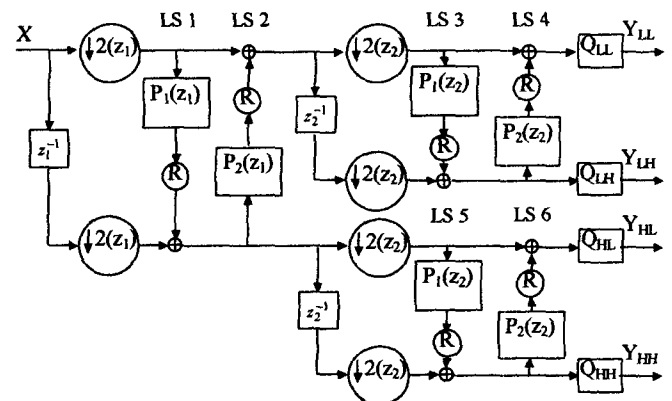 LS 1 LS 2 LS 3 LS 4
X ↓2(z₁) ↓2(z₂) Q_LL Y_LL
P₁(z₁) R P₁(z₂) R
z₁⁻¹ z₂⁻¹
R P₂(z₁) R P₂(z₂)
↓2(z₂) Q_LH Y_LH
LS 5 LS 6
↓2(z₁) ↓2(z₂) Q_HL Y_HL
P₁(z₂) R
z₂⁻¹
R P₂(z₂)
↓2(z₂) Q_HH Y_HH